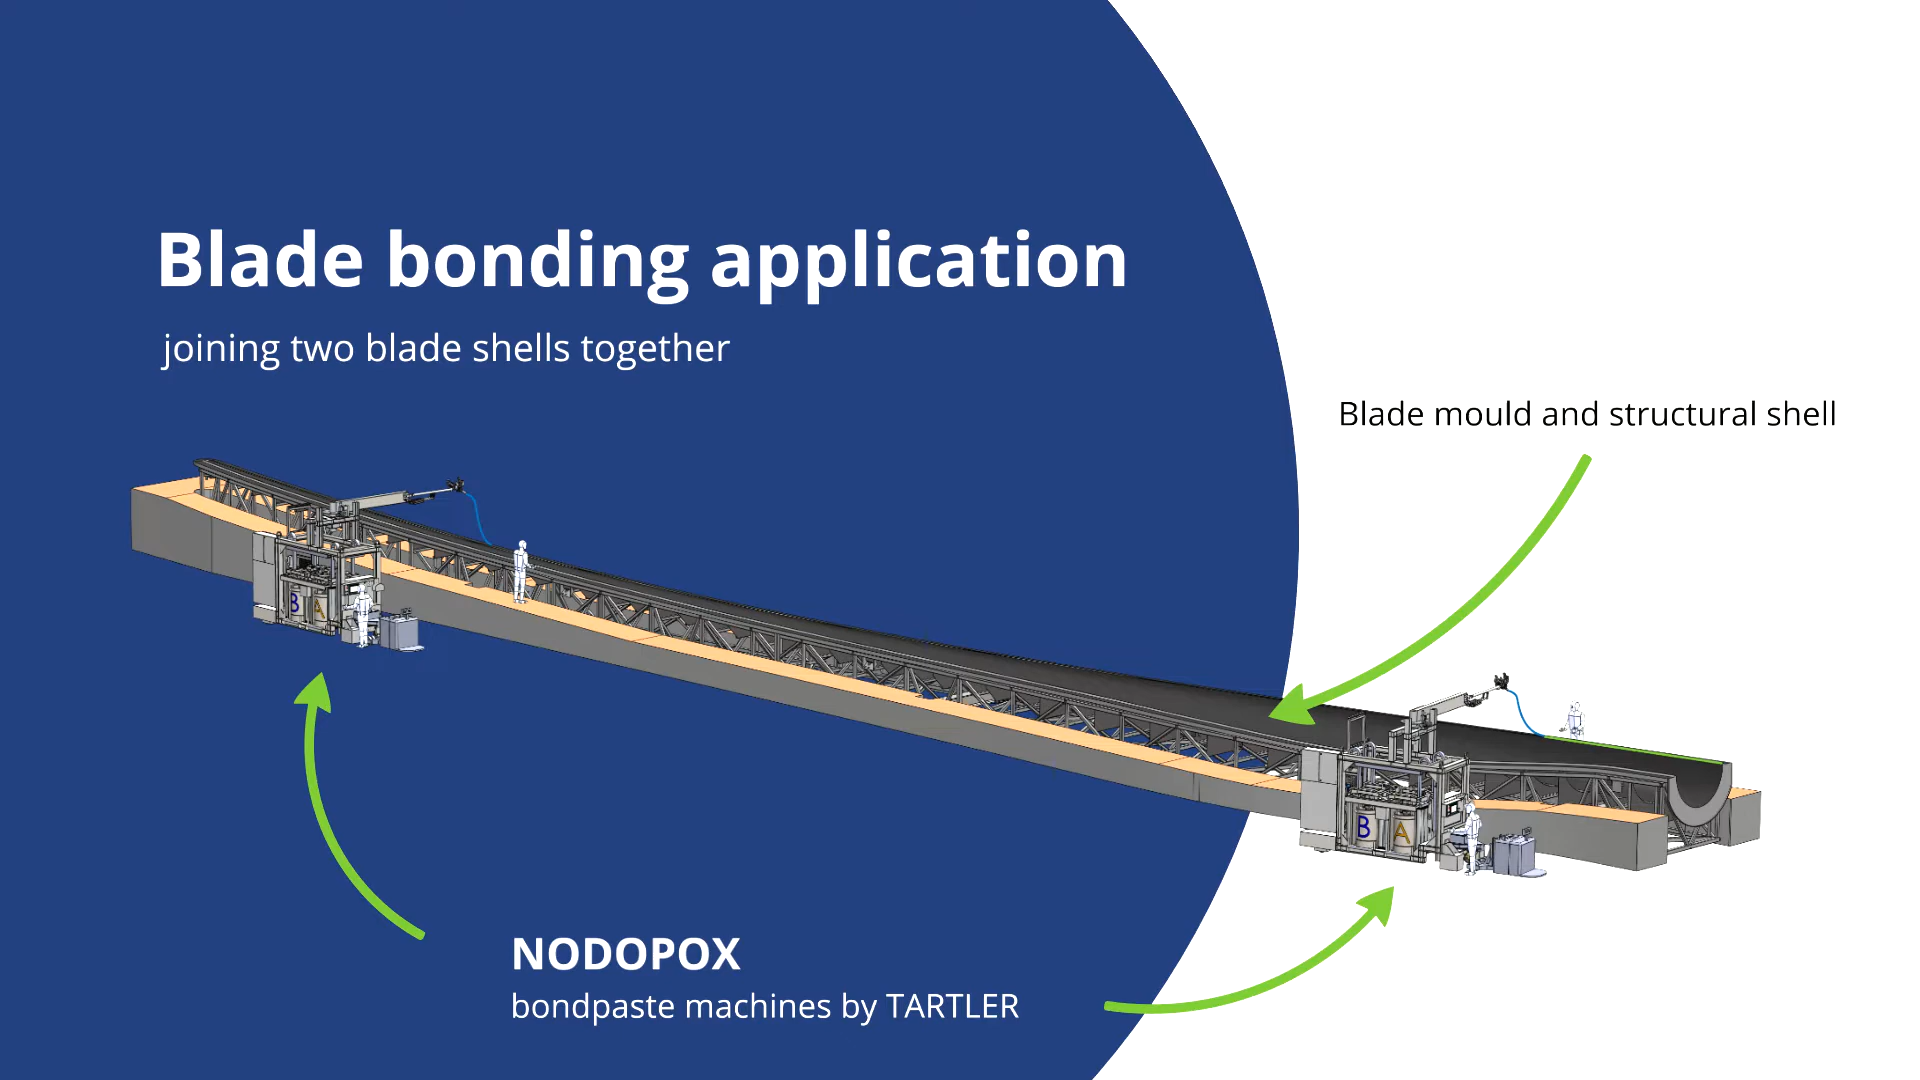 Blade bonding application
joining two blade shells together
Blade mould and structural shell
B A
B A
NODOPOX
bondpaste machines by TARTLER